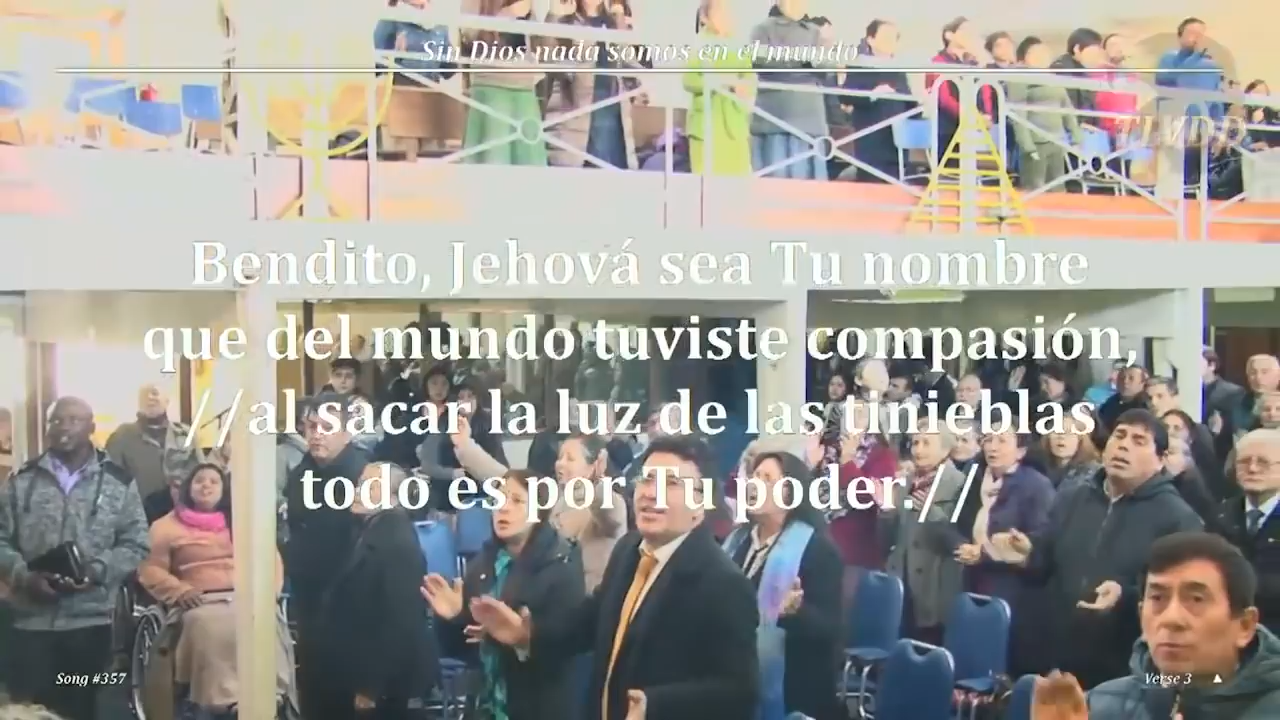 Sin Dios nada somos en el mundo
TLVDP
Bendito, Jehová sea Tu nombre
que del mundo tuviste compasión,
//al sacar la luz de las tinieblas
todo es por Tu poder.//
Song #357
Verse 3 ▲